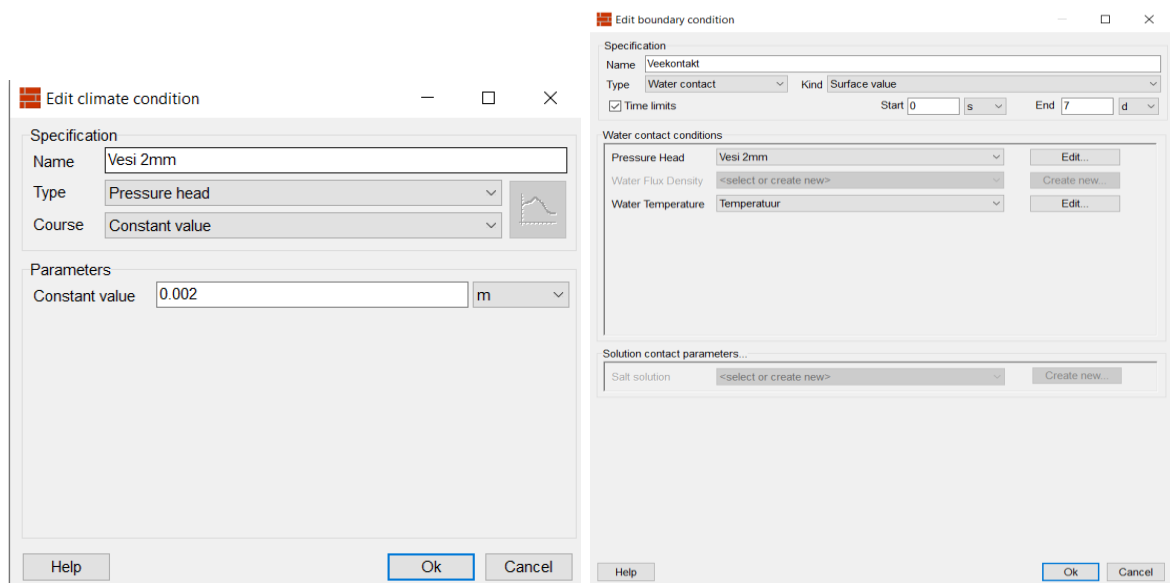 Edit climate condition
Specification
Name Vesi 2mm
Type Pressure head
Course Constant value
Parameters
Constant value 0.002 m
Help Ok Cancel
Edit boundary condition
Specification
Name Veekontakt
Type Water contact Kind Surface value
Time limits Start 0 s End 7 d
Water contact conditions
Pressure Head Vesi 2mm Edit...
Water Flux Density <select or create new> Create new...
Water Temperature Temperatuur Edit...
Solution contact parameters...
Salt solution <select or create new> Create new...
Help Ok Cancel